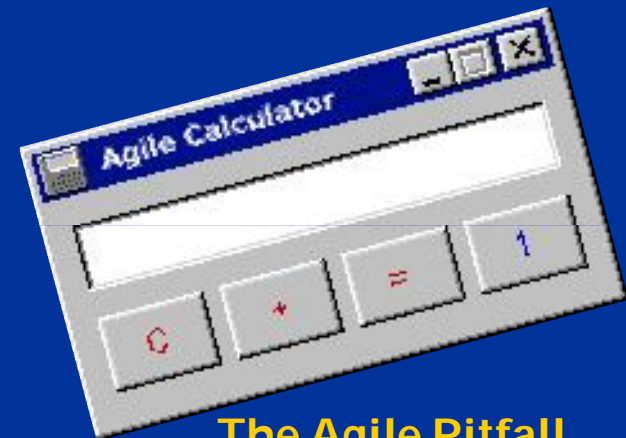 Agile Calculator
C + = 1
The Agile Pitfall